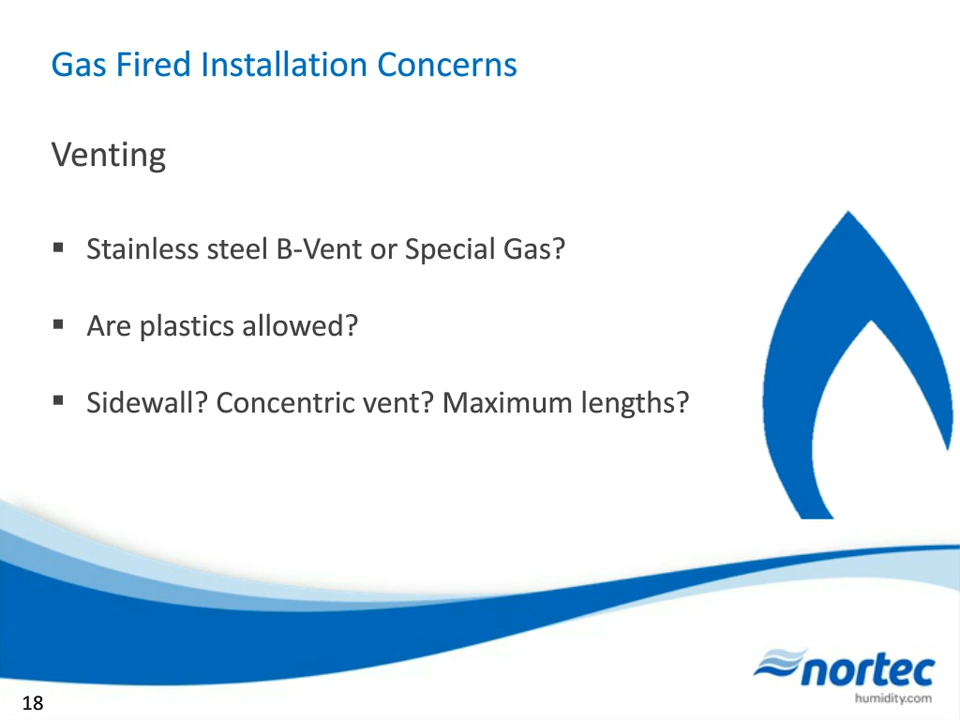 Gas Fired Installation Concerns
Venting
▪ Stainless steel B-Vent or Special Gas?
▪ Are plastics allowed?
▪ Sidewall? Concentric vent? Maximum lengths?
nortec
humidity.com
18